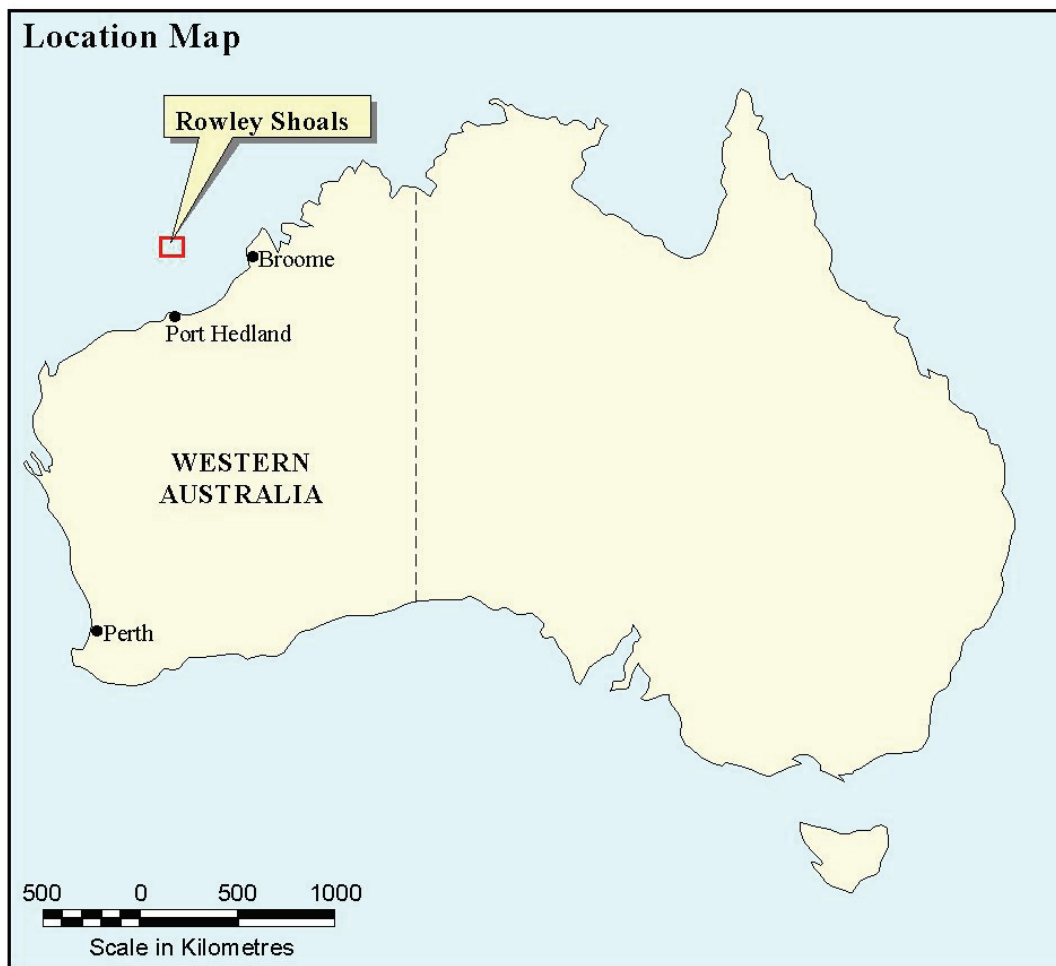 Location Map
Rowley Shoals
Broome
Port Hedland
WESTERN
AUSTRALIA
Perth
500 0 500 1000
Scale in Kilometres